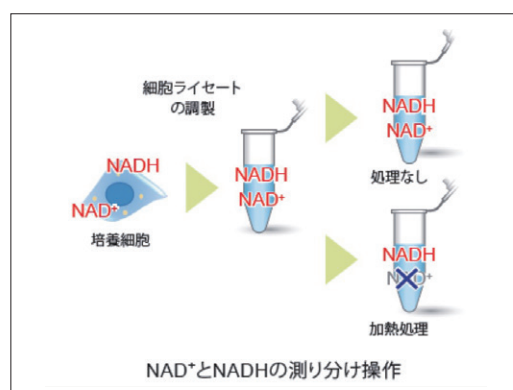 細胞ライセート
の調製
NADH
NAD⁺
培養細胞
NADH
NAD⁺
NADH
NAD⁺
処理なし
NADH
NAD⁺
加熱処理
NAD⁺とNADHの測り分け操作